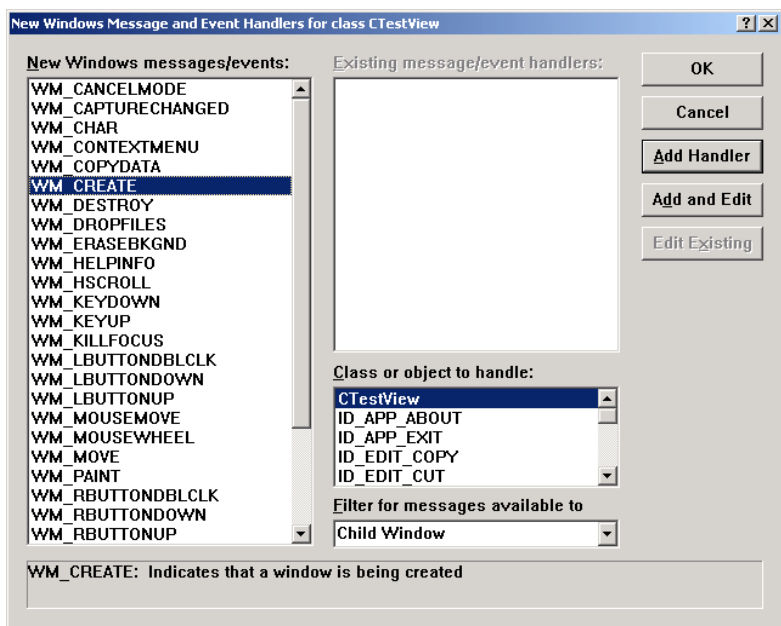 New Windows Message and Event Handlers for class CTestView
New Windows messages/events:
WM_CANCELMODE
WM_CAPTURECHANGED
WM_CHAR
WM_CONTEXTMENU
WM_COPYDATA
WM_CREATE
WM_DESTROY
WM_DROPFILES
WM_ERASEBKGND
WM_HELPINFO
WM_HSCROLL
WM_KEYDOWN
WM_KEYUP
WM_KILLFOCUS
WM_LBUTTONDBLCLK
WM_LBUTTONDOWN
WM_LBUTTONUP
WM_MOUSEMOVE
WM_MOUSEWHEEL
WM_MOVE
WM_PAINT
WM_RBUTTONDBLCLK
WM_RBUTTONDOWN
WM_RBUTTONUP
Existing message/event handlers:
Class or object to handle:
CTestView
ID_APP_ABOUT
ID_APP_EXIT
ID_EDIT_COPY
ID_EDIT_CUT
Filter for messages available to
Child Window
OK
Cancel
Add Handler
Add and Edit
Edit Existing
WM_CREATE: Indicates that a window is being created